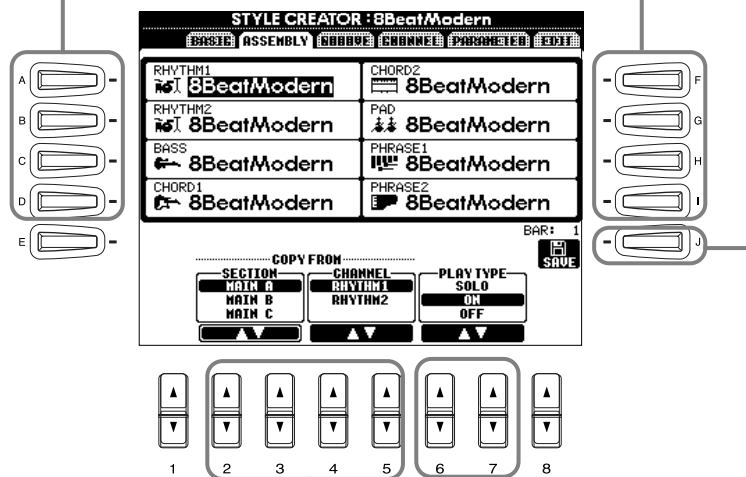 STYLE CREATOR : 8BeatModern
BASIC ASSEMBLY GROOVE CHANNEL PARAMETER EDIT
A
B
C
D
E
RHYTHM1
8BeatModern
RHYTHM2
8BeatModern
BASS
8BeatModern
CHORD1
8BeatModern
CHORD2
8BeatModern
PAD
8BeatModern
PHRASE1
8BeatModern
PHRASE2
8BeatModern
F
G
H
I
J
BAR: 1
SAVE
COPY FROM
SECTION
MAIN A
MAIN B
MAIN C
CHANNEL
RHYTHM1
RHYTHM2
PLAY TYPE
SOLO
ON
OFF
1 2 3 4 5 6 7 8